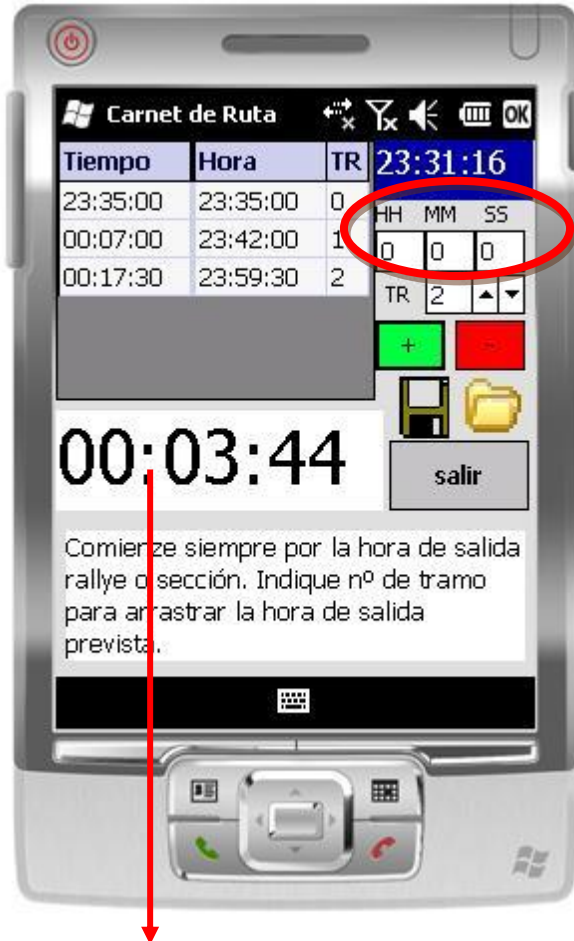 Carnet de Ruta OK
Tiempo Hora TR 23:31:16
23:35:00 23:35:00 0
HH MM SS
00:07:00 23:42:00 1
0 0 0
00:17:30 23:59:30 2
TR 2
+ -
00:03:44
salir
Comienze siempre por la hora de salida
rallye o sección. Indique nº de tramo
para arrastrar la hora de salida
prevista.